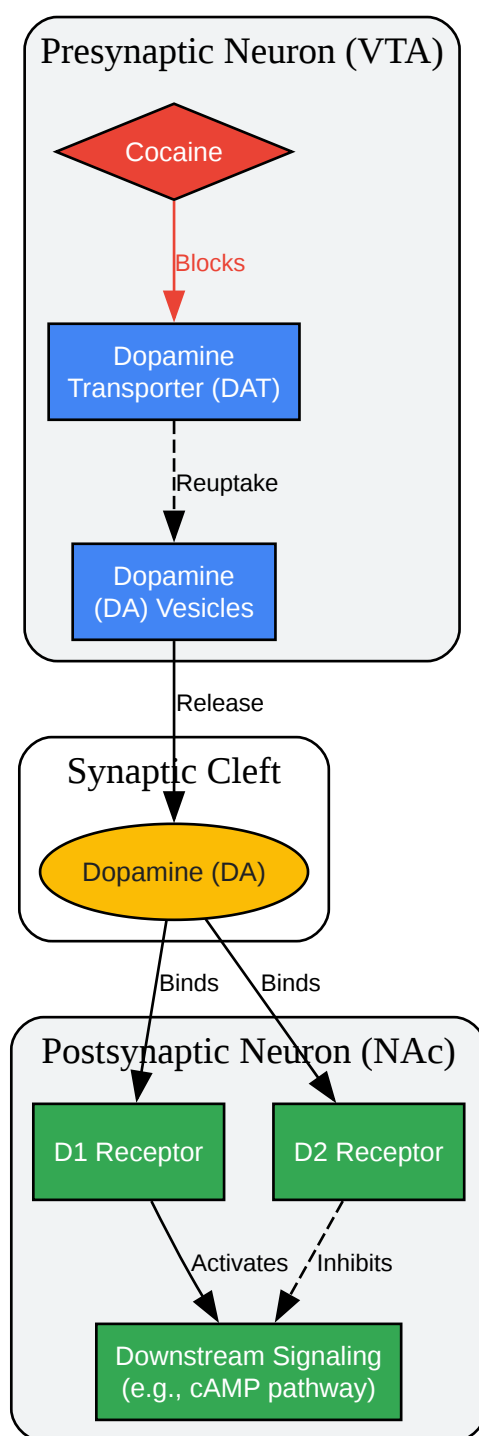 Presynaptic Neuron (VTA)
Cocaine
Blocks
Dopamine
Transporter (DAT)
Reuptake
Dopamine
(DA) Vesicles
Release
Synaptic Cleft
Dopamine (DA)
Binds
Binds
Postsynaptic Neuron (NAc)
D1 Receptor
D2 Receptor
Activates
Inhibits
Downstream Signaling
(e.g., cAMP pathway)